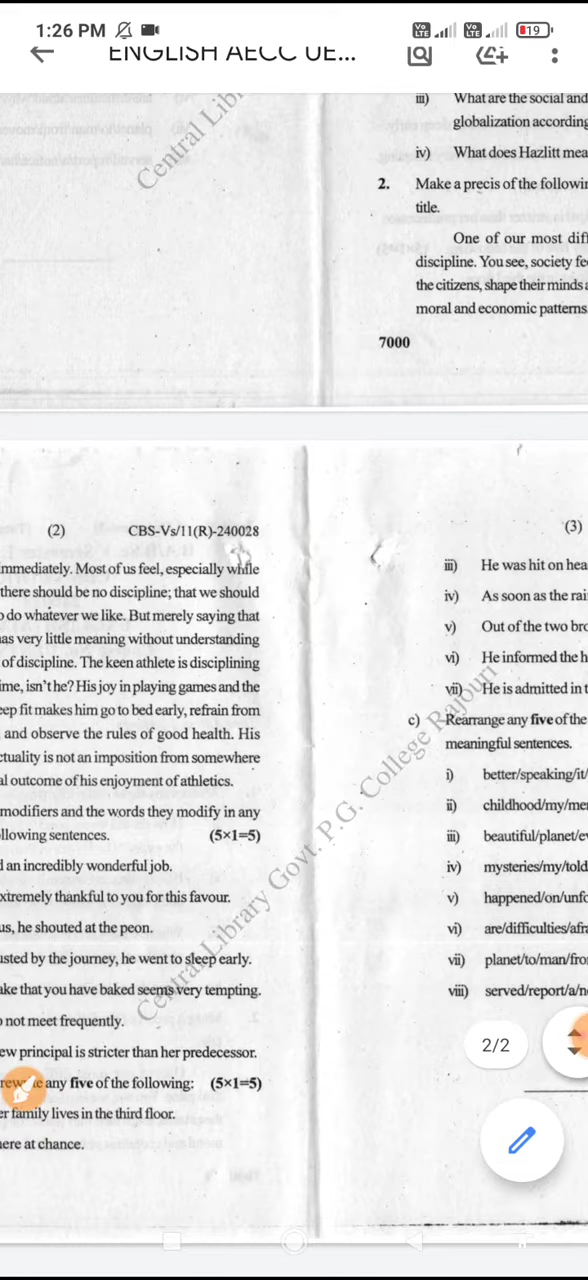 1:26 PM
Vo LTE
Vo LTE
19
ENGLISH AECC UE...
iii) What are the social and
globalization according
iv) What does Hazlitt mea
2. Make a precis of the followin
title.
One of our most diff
discipline. You see, society fe
the citizens, shape their minds a
moral and economic patterns
7000
(2) CBS-Vs/11(R)-240028
mmediately. Most of us feel, especially while
there should be no discipline; that we should
o do whatever we like. But merely saying that
as very little meaning without understanding
of discipline. The keen athlete is disciplining
ime, isn't he? His joy in playing games and the
eep fit makes him go to bed early, refrain from
and observe the rules of good health. His
ctuality is not an imposition from somewhere
al outcome of his enjoyment of athletics.
modifiers and the words they modify in any
llowing sentences. (5×1=5)
d an incredibly wonderful job.
xtremely thankful to you for this favour.
us, he shouted at the peon.
usted by the journey, he went to sleep early.
ake that you have baked seems very tempting.
o not meet frequently.
ew principal is stricter than her predecessor.
any five of the following: (5×1=5)
er family lives in the third floor.
here at chance.
(3)
iii) He was hit on hea
iv) As soon as the rai
v) Out of the two bro
vi) He informed the h
vii) He is admitted in t
c) Rearrange any five of the
meaningful sentences.
i) better/speaking/it/
ii) childhood/my/me
iii) beautiful/planet/e
iv) mysteries/my/told
v) happened/on/unfo
vi) are/difficulties/afra
vii) planet/to/man/fro
viii) served/report/a/n
Central Libr
Central Library Govt. P.G. College Rajouri
2/2